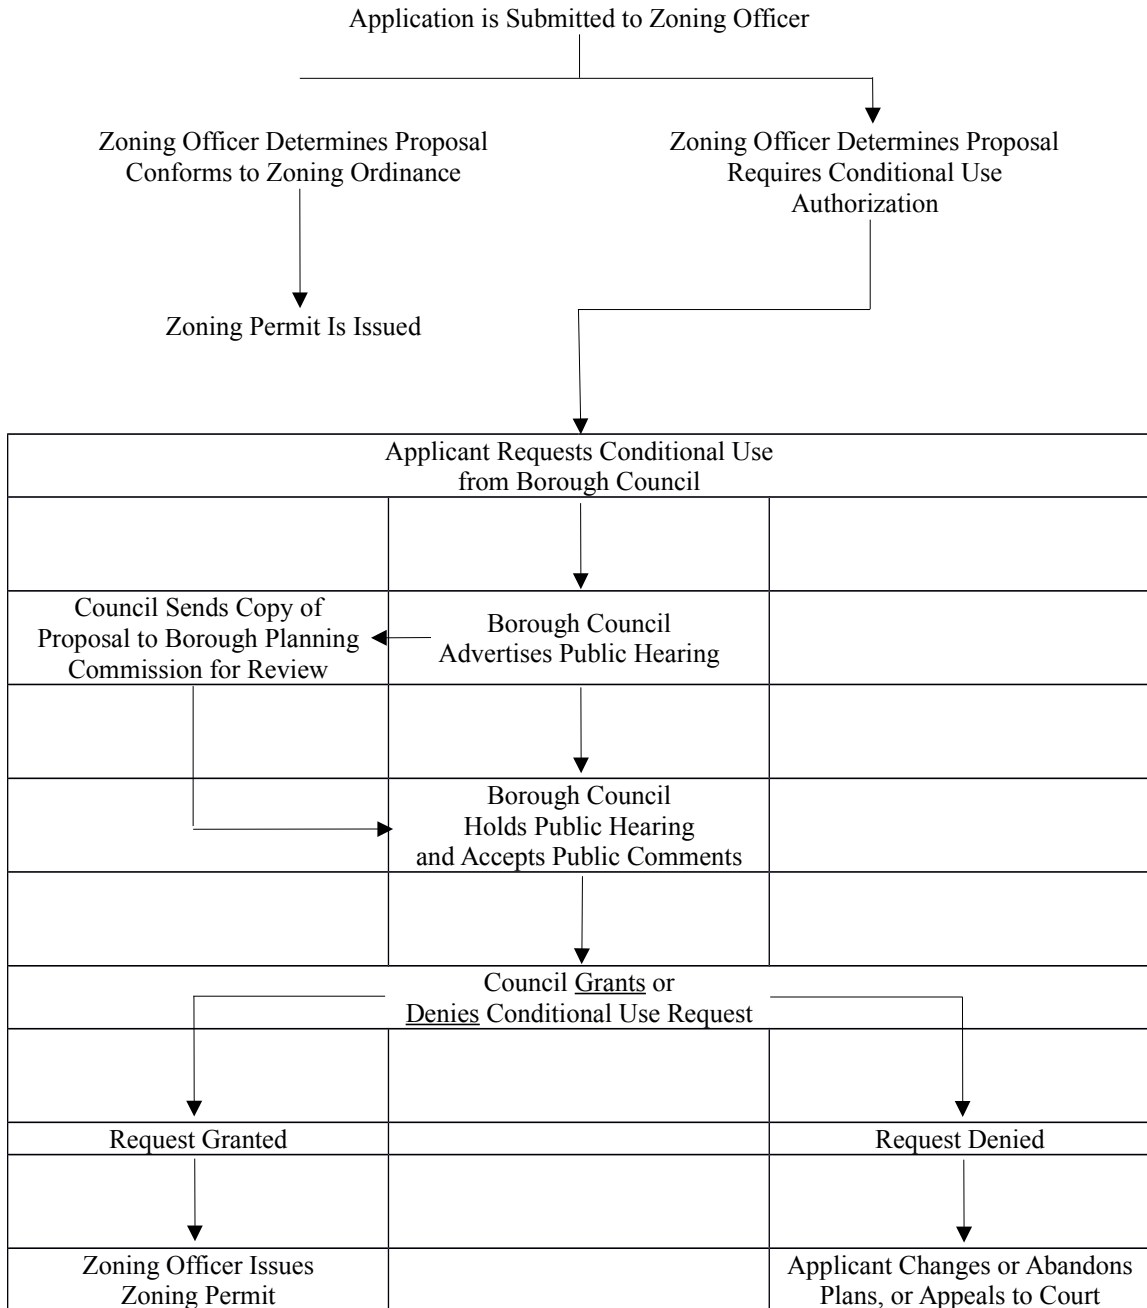 Application is Submitted to Zoning Officer
Zoning Officer Determines Proposal
Conforms to Zoning Ordinance
Zoning Officer Determines Proposal
Requires Conditional Use
Authorization
Zoning Permit Is Issued
Applicant Requests Conditional Use
from Borough Council
Council Sends Copy of
Proposal to Borough Planning
Commission for Review
Borough Council
Advertises Public Hearing
Borough Council
Holds Public Hearing
and Accepts Public Comments
Council Grants or
Denies Conditional Use Request
Request Granted
Request Denied
Zoning Officer Issues
Zoning Permit
Applicant Changes or Abandons
Plans, or Appeals to Court